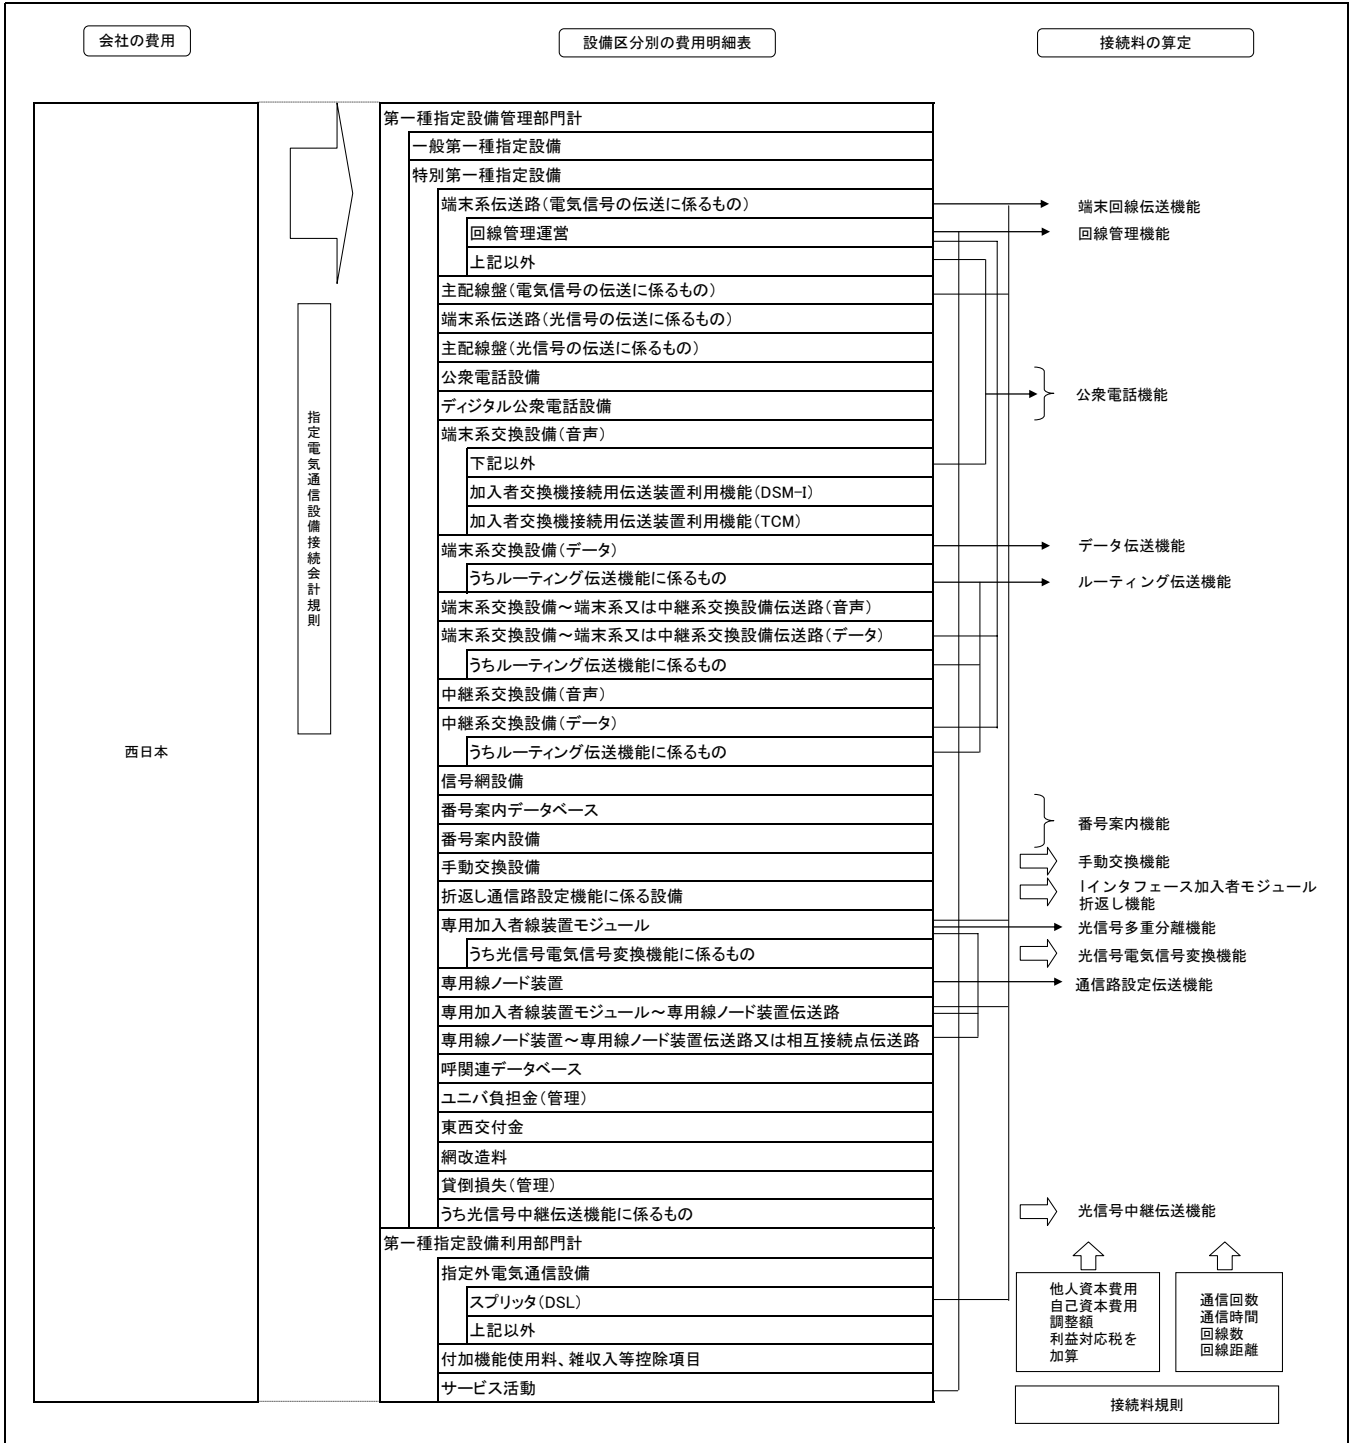 会社の費用
設備区分別の費用明細表
接続料の算定
西日本
指定電気通信設備接続会計規則
第一種指定設備管理部門計
一般第一種指定設備
特別第一種指定設備
端末系伝送路(電気信号の伝送に係るもの)
回線管理運営
上記以外
主配線盤(電気信号の伝送に係るもの)
端末系伝送路(光信号の伝送に係るもの)
主配線盤(光信号の伝送に係るもの)
公衆電話設備
ディジタル公衆電話設備
端末系交換設備(音声)
下記以外
加入者交換機接続用伝送装置利用機能(DSM-I)
加入者交換機接続用伝送装置利用機能(TCM)
端末系交換設備(データ)
うちルーティング伝送機能に係るもの
端末系交換設備～端末系又は中継系交換設備伝送路(音声)
端末系交換設備～端末系又は中継系交換設備伝送路(データ)
うちルーティング伝送機能に係るもの
中継系交換設備(音声)
中継系交換設備(データ)
うちルーティング伝送機能に係るもの
信号網設備
番号案内データベース
番号案内設備
手動交換設備
折返し通信路設定機能に係る設備
専用加入者線装置モジュール
うち光信号電気信号変換機能に係るもの
専用線ノード装置
専用加入者線装置モジュール～専用線ノード装置伝送路
専用線ノード装置～専用線ノード装置伝送路又は相互接続点伝送路
呼関連データベース
ユニバ負担金(管理)
東西交付金
網改造料
貸倒損失(管理)
うち光信号中継伝送機能に係るもの
第一種指定設備利用部門計
指定外電気通信設備
スプリッタ(DSL)
上記以外
付加機能使用料、雑収入等控除項目
サービス活動
端末回線伝送機能
回線管理機能
公衆電話機能
データ伝送機能
ルーティング伝送機能
番号案内機能
手動交換機能
Iインタフェース加入者モジュール
折返し機能
光信号多重分離機能
光信号電気信号変換機能
通信路設定伝送機能
光信号中継伝送機能
他人資本費用
自己資本費用
調整額
利益対応税を
加算
通信回数
通信時間
回線数
回線距離
接続料規則